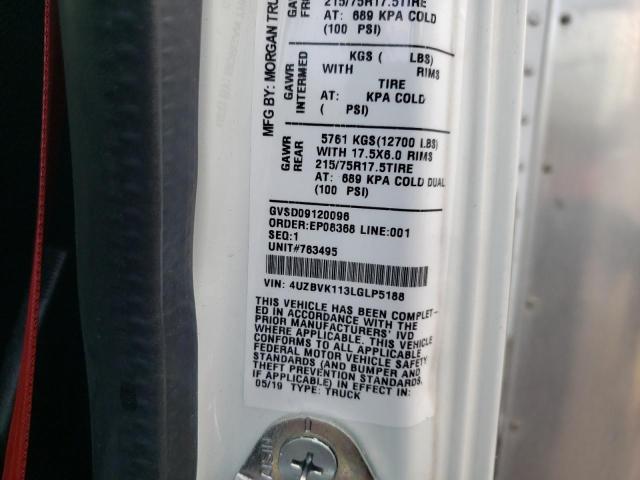 MFG BY: MORGAN TRU
GAWR
215/75R17.5TIRE
AT: 689 KPA COLD
(100 PSI)
GAWR
INTERMED
KGS ( LBS)
WITH RIMS
TIRE
AT: KPA COLD
( PSI)
GAWR
REAR
5761 KGS(12700 LBS)
WITH 17.5X6.0 RIMS
215/75R17.5TIRE
AT: 689 KPA COLD DUAL
(100 PSI)
GVSD09120096
ORDER:EP08368 LINE:001
SEQ:1
UNIT#763495
VIN: 4UZBVK113LGLP5188
THIS VEHICLE HAS BEEN COMPLET-
ED IN ACCORDANCE WITH THE
PRIOR MANUFACTURERS' IVD
WHERE APPLICABLE. THIS VEHICLE
CONFORMS TO ALL APPLICABLE
FEDERAL MOTOR VEHICLE SAFETY
STANDARDS (AND BUMPER AND
THEFT PREVENTION STANDARDS,
IF APPLICABLE) IN EFFECT IN:
05/19 TYPE: TRUCK